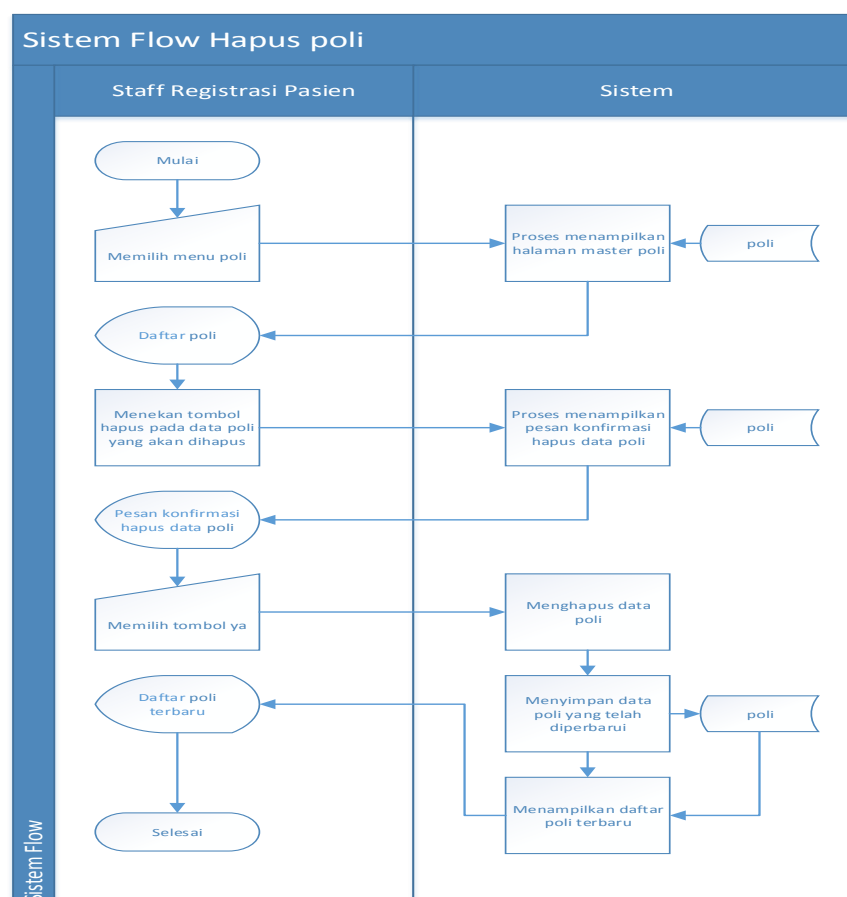 Sistem Flow Hapus poli
Staff Registrasi Pasien
Sistem
Mulai
Memilih menu poli
Proses menampilkan
halaman master poli
poli
Daftar poli
Menekan tombol
hapus pada data poli
yang akan dihapus
Proses menampilkan
pesan konfirmasi
hapus data poli
poli
Pesan konfirmasi
hapus data poli
Memilih tombol ya
Menghapus data
poli
Daftar poli
terbaru
Menyimpan data
poli yang telah
diperbarui
poli
Menampilkan daftar
poli terbaru
Selesai
Sistem Flow